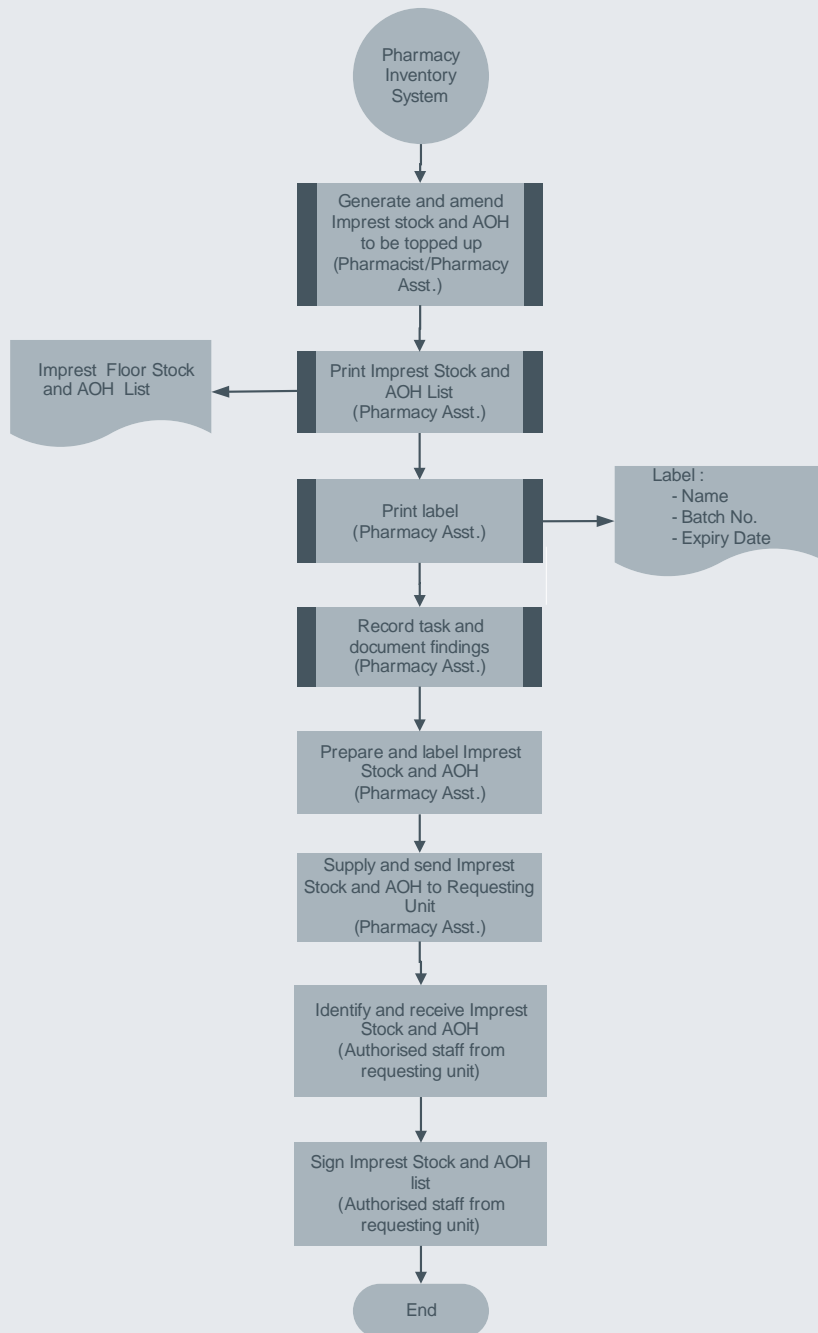 Pharmacy
Inventory
System
Generate and amend
Imprest stock and AOH
to be topped up
(Pharmacist/Pharmacy
Asst.)
Imprest Floor Stock
and AOH List
Print Imprest Stock and
AOH List
(Pharmacy Asst.)
Print label
(Pharmacy Asst.)
Label :
- Name
- Batch No.
- Expiry Date
Record task and
document findings
(Pharmacy Asst.)
Prepare and label Imprest
Stock and AOH
(Pharmacy Asst.)
Supply and send Imprest
Stock and AOH to Requesting
Unit
(Pharmacy Asst.)
Identify and receive Imprest
Stock and AOH
(Authorised staff from
requesting unit)
Sign Imprest Stock and AOH
list
(Authorised staff from
requesting unit)
End